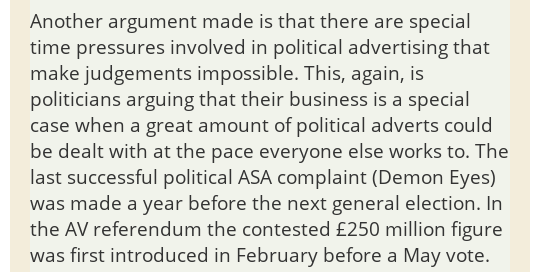 Another argument made is that there are special
time pressures involved in political advertising that
make judgements impossible. This, again, is
politicians arguing that their business is a special
case when a great amount of political adverts could
be dealt with at the pace everyone else works to. The
last successful political ASA complaint (Demon Eyes)
was made a year before the next general election. In
the AV referendum the contested £250 million figure
was first introduced in February before a May vote.